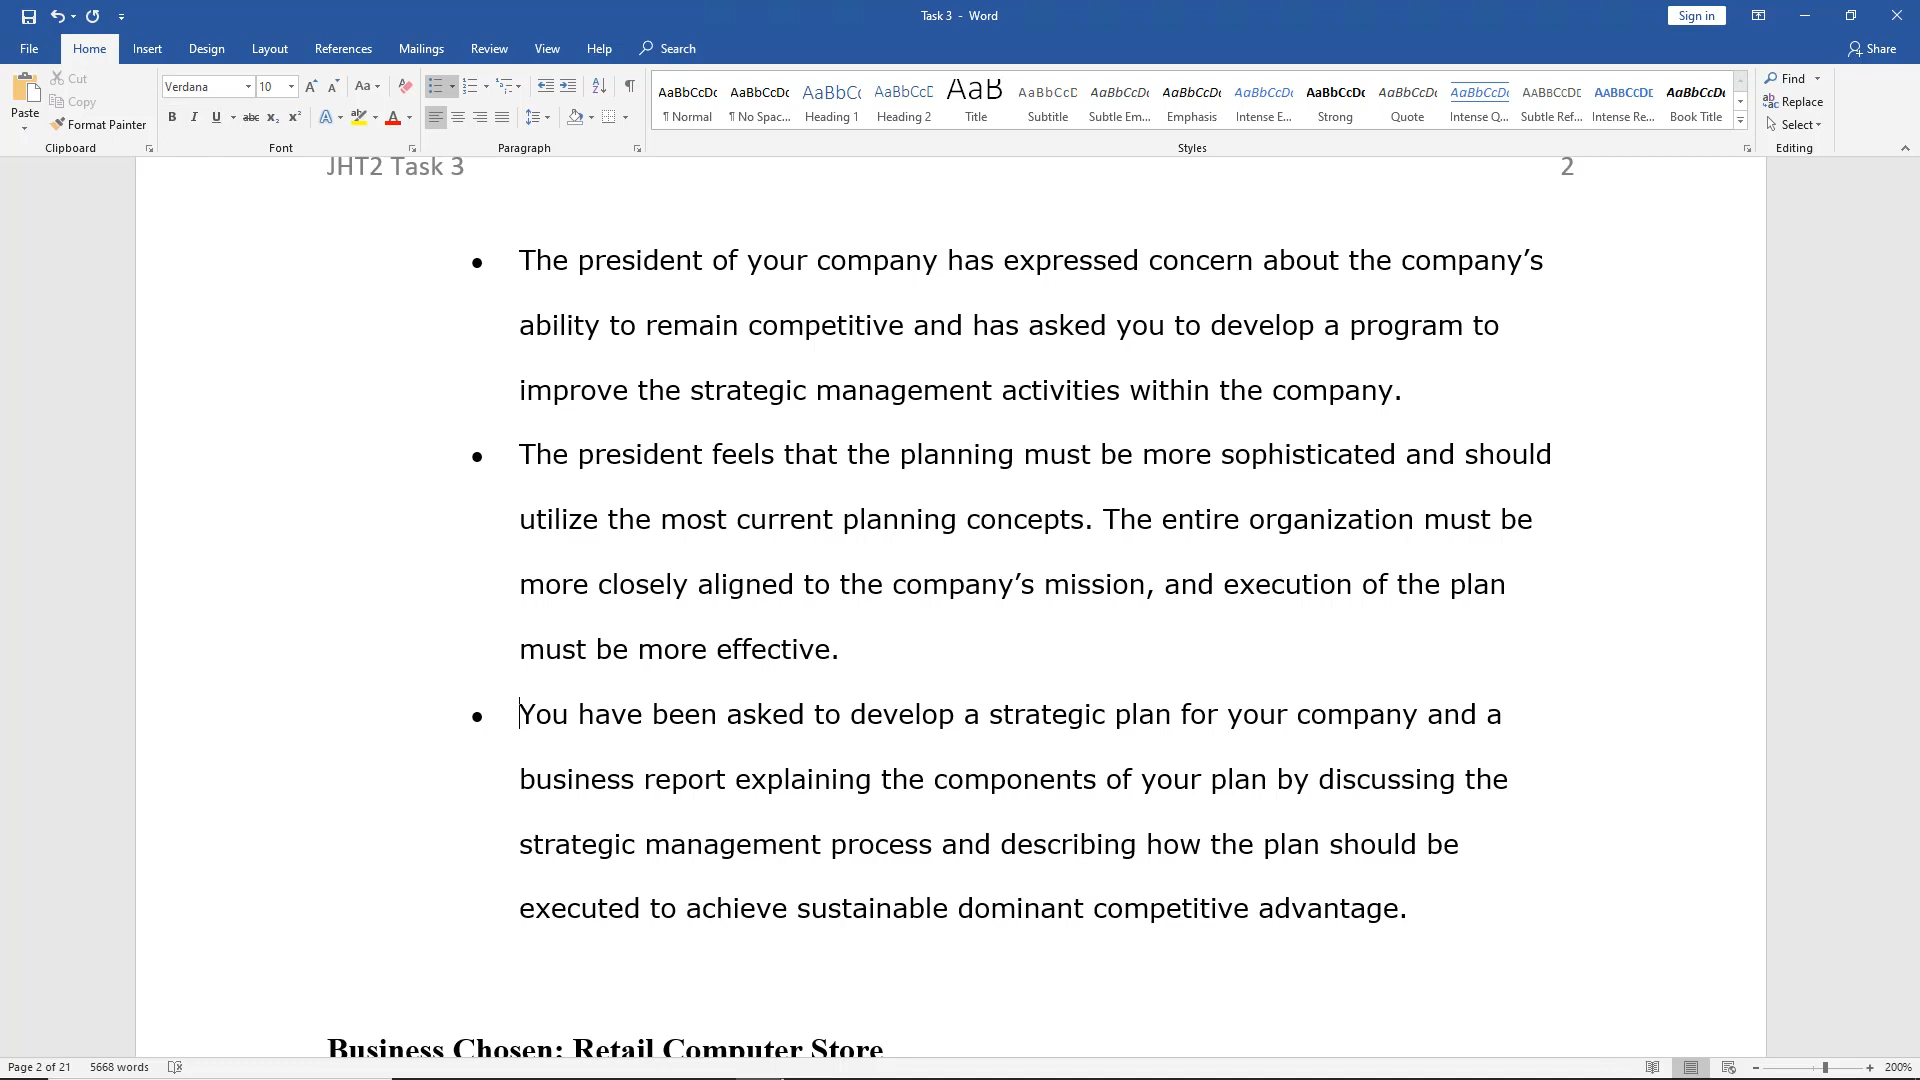 Task 3 - Word
Sign in
File Home Insert Design Layout References Mailings Review View Help Search Share
Paste
Cut
Copy
Format Painter
Clipboard
Verdana 10
Font
Paragraph
AaBbCcDc AaBbCcDc AaBbCc AaBbCcD AaB AaBbCcD AaBbCcDc AaBbCcDc AaBbCcDc AaBbCcDc AaBbCcDc AaBbCcDc AaBbCcDc AaBbCcDc AaBbCcDc
¶ Normal ¶ No Spac... Heading 1 Heading 2 Title Subtitle Subtle Em... Emphasis Intense E... Strong Quote Intense Q... Subtle Ref... Intense Re... Book Title
Styles
Find
Replace
Select
Editing
JHT2 Task 3 2
• The president of your company has expressed concern about the company’s
ability to remain competitive and has asked you to develop a program to
improve the strategic management activities within the company.
• The president feels that the planning must be more sophisticated and should
utilize the most current planning concepts. The entire organization must be
more closely aligned to the company’s mission, and execution of the plan
must be more effective.
• You have been asked to develop a strategic plan for your company and a
business report explaining the components of your plan by discussing the
strategic management process and describing how the plan should be
executed to achieve sustainable dominant competitive advantage.
Business Chosen: Retail Computer Store
Page 2 of 21 5668 words 200%